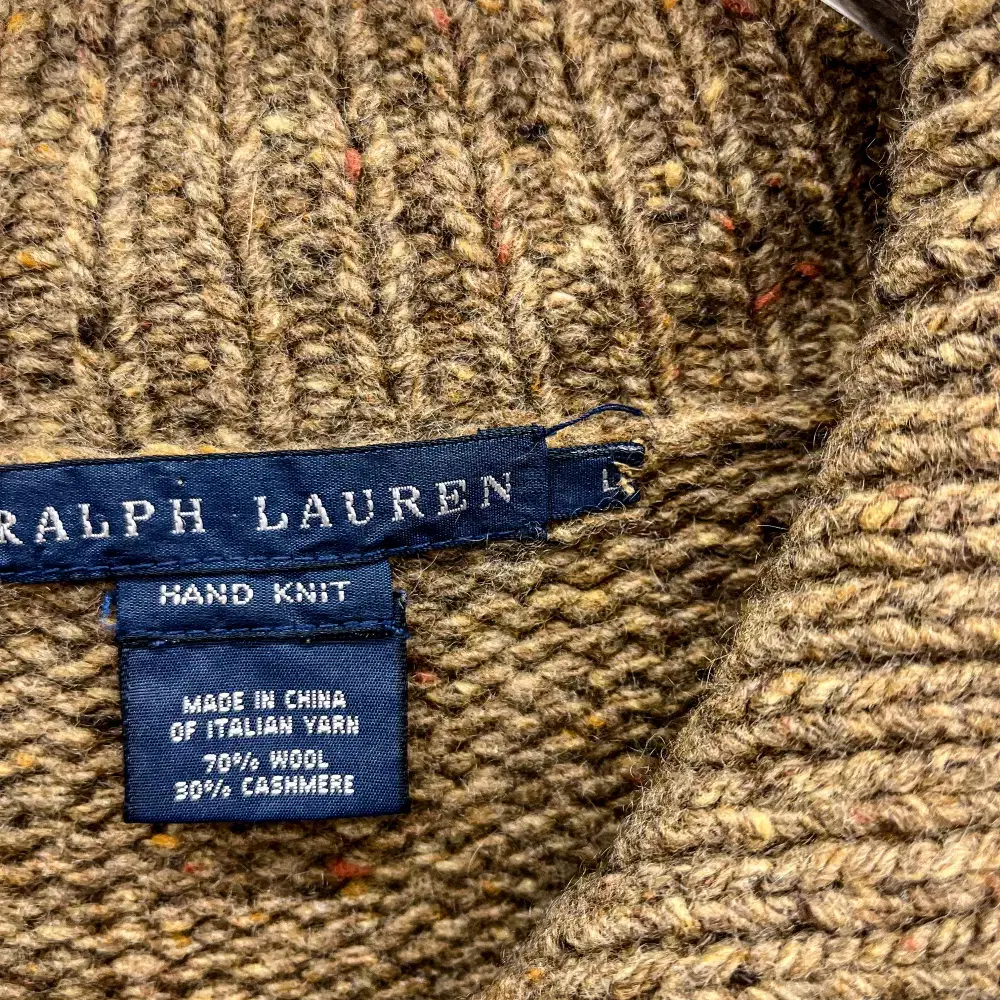 RALPH LAUREN
L
HAND KNIT
MADE IN CHINA
OF ITALIAN YARN
70% WOOL
30% CASHMERE